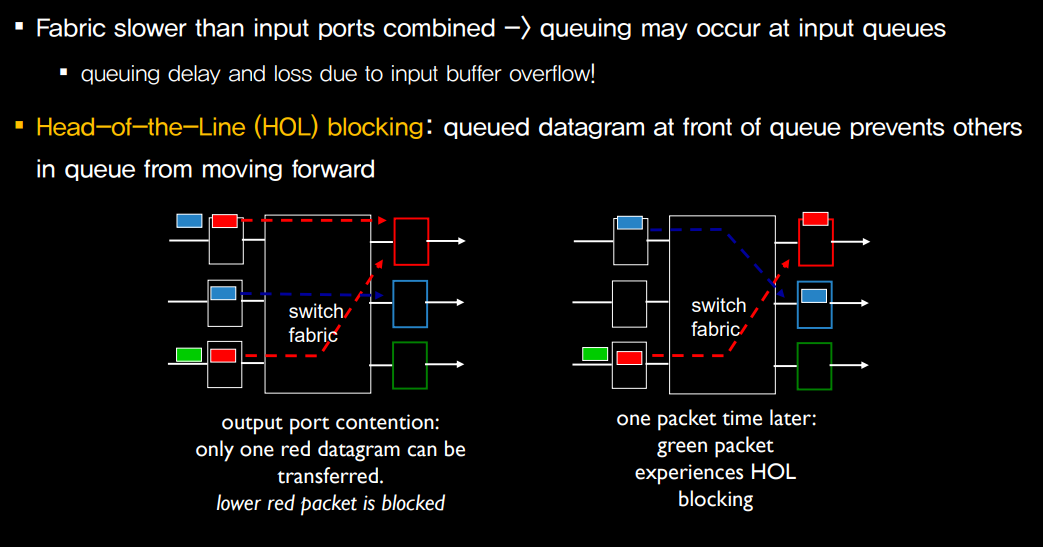 ▪ Fabric slower than input ports combined –> queuing may occur at input queues
▪ queuing delay and loss due to input buffer overflow!
▪ Head–of–the–Line (HOL) blocking: queued datagram at front of queue prevents others
in queue from moving forward
switch
fabric
output port contention:
only one red datagram can be
transferred.
lower red packet is blocked
switch
fabric
one packet time later:
green packet
experiences HOL
blocking